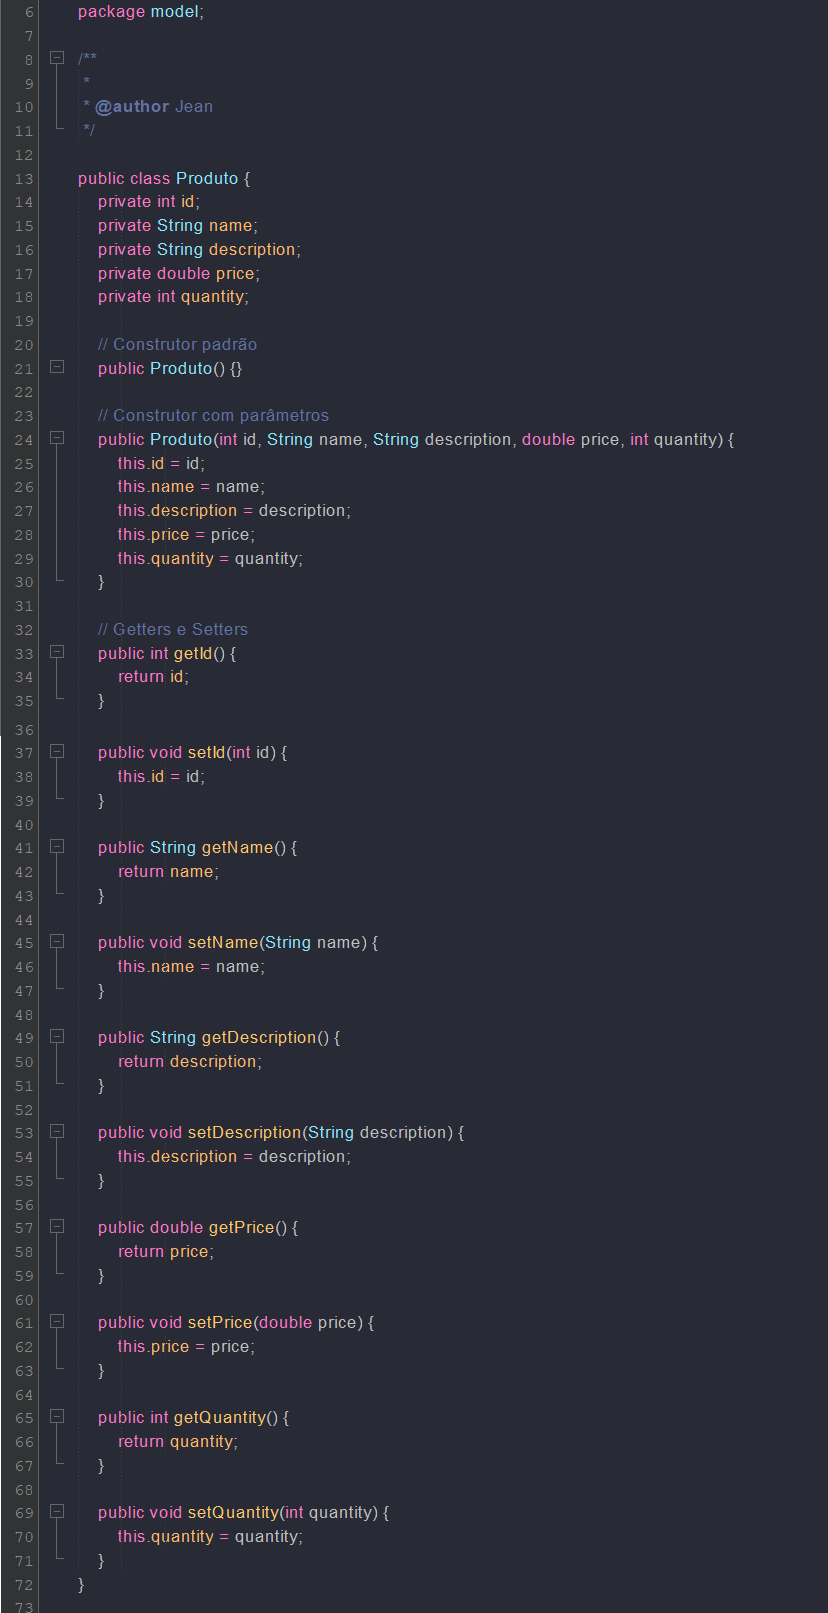 6 package model;
7
8 /**
9 *
10 * @author Jean
11 */
12
13 public class Produto {
14 private int id;
15 private String name;
16 private String description;
17 private double price;
18 private int quantity;
19
20 // Construtor padrão
21 public Produto() {}
22
23 // Construtor com parâmetros
24 public Produto(int id, String name, String description, double price, int quantity) {
25 this.id = id;
26 this.name = name;
27 this.description = description;
28 this.price = price;
29 this.quantity = quantity;
30 }
31
32 // Getters e Setters
33 public int getId() {
34 return id;
35 }
36
37 public void setId(int id) {
38 this.id = id;
39 }
40
41 public String getName() {
42 return name;
43 }
44
45 public void setName(String name) {
46 this.name = name;
47 }
48
49 public String getDescription() {
50 return description;
51 }
52
53 public void setDescription(String description) {
54 this.description = description;
55 }
56
57 public double getPrice() {
58 return price;
59 }
60
61 public void setPrice(double price) {
62 this.price = price;
63 }
64
65 public int getQuantity() {
66 return quantity;
67 }
68
69 public void setQuantity(int quantity) {
70 this.quantity = quantity;
71 }
72 }
73